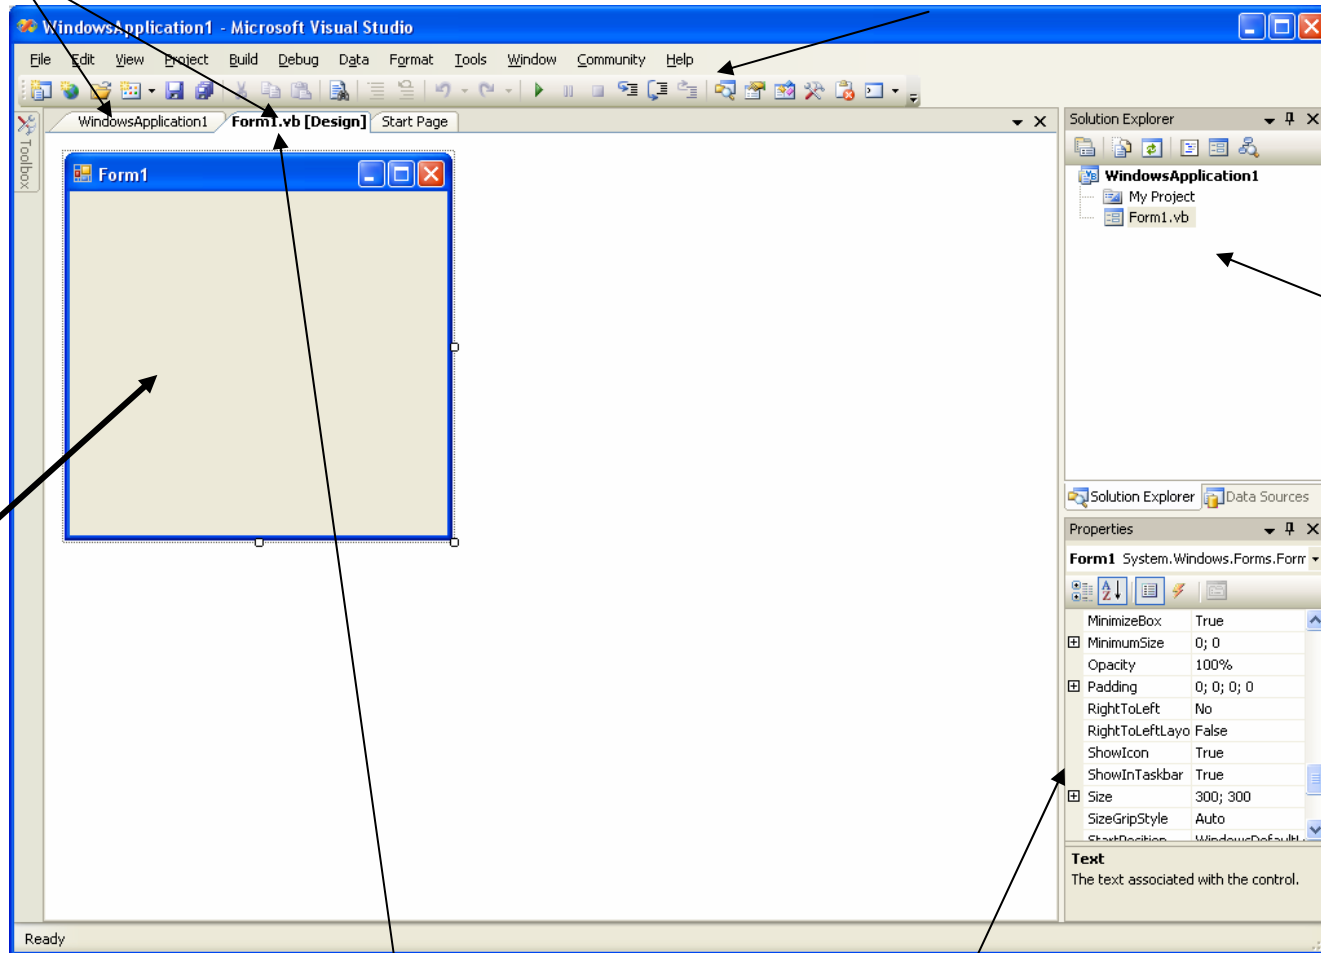 WindowsApplication1 - Microsoft Visual Studio
File Edit View Project Build Debug Data Format Tools Window Community Help
WindowsApplication1 Form1.vb [Design] Start Page
Toolbox
Form1
Solution Explorer
WindowsApplication1
My Project
Form1.vb
Solution Explorer Data Sources
Properties
Form1 System.Windows.Forms.Form
MinimizeBox True
MinimumSize 0; 0
Opacity 100%
Padding 0; 0; 0; 0
RightToLeft No
RightToLeftLayo False
ShowIcon True
ShowInTaskbar True
Size 300; 300
SizeGripStyle Auto
StartPosition WindowsDefaultL
Text
The text associated with the control.
Ready